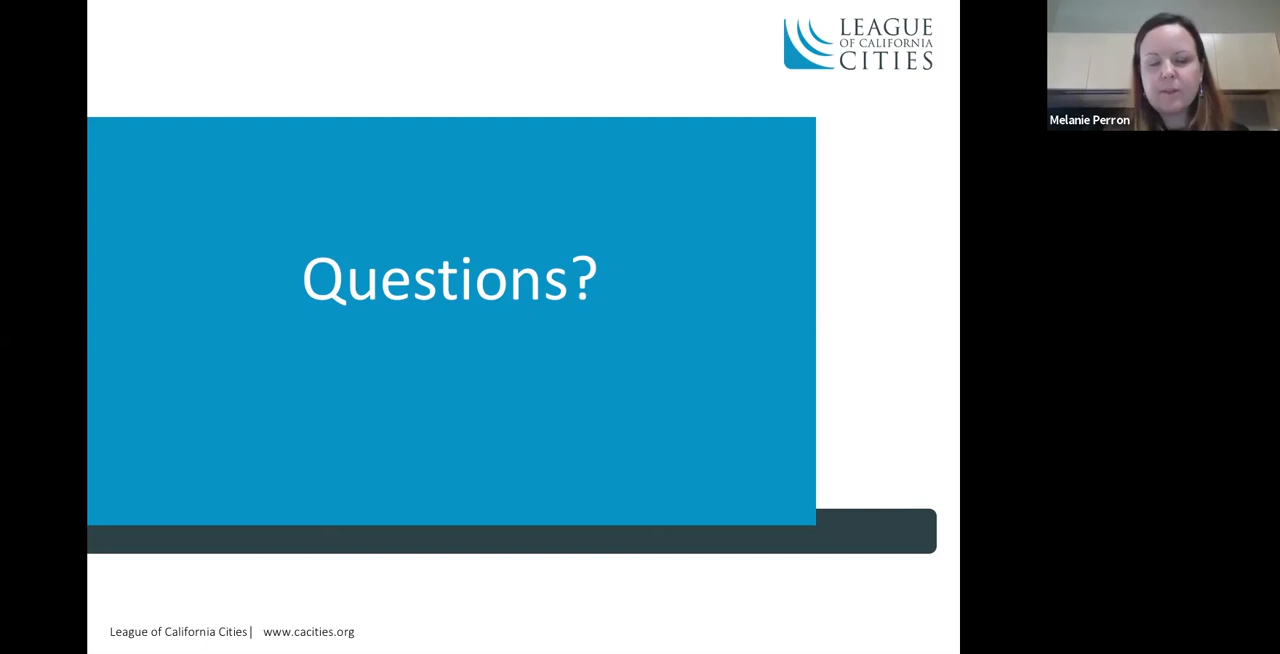 LEAGUE
OF CALIFORNIA
CITIES
Melanie Perron
Questions?
League of California Cities| www.cacities.org